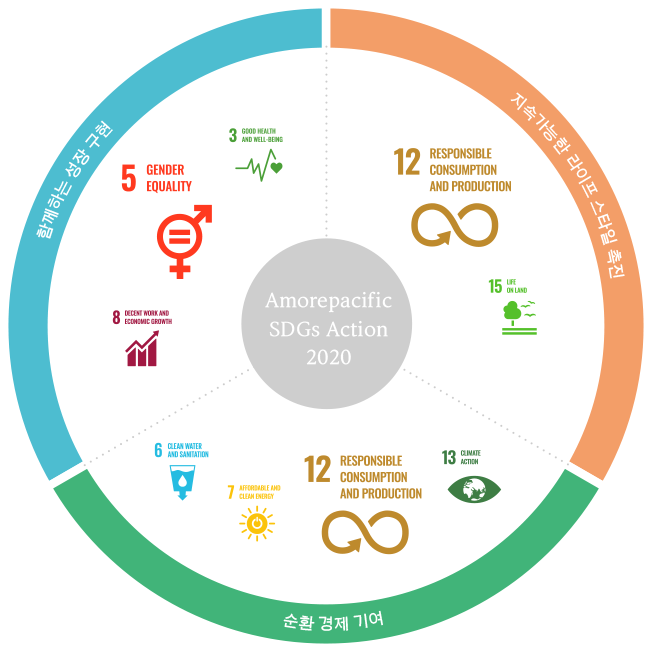 함께하는 성장 구현
3 GOOD HEALTH
AND WELL-BEING
5 GENDER
EQUALITY
8 DECENT WORK AND
ECONOMIC GROWTH
지속가능한 라이프 스타일 촉진
12 RESPONSIBLE
CONSUMPTION
AND PRODUCTION
15 LIFE
ON LAND
Amorepacific
SDGs Action
2020
6 CLEAN WATER
AND SANITATION
7 AFFORDABLE AND
CLEAN ENERGY
12 RESPONSIBLE
CONSUMPTION
AND PRODUCTION
13 CLIMATE
ACTION
순환 경제 기여